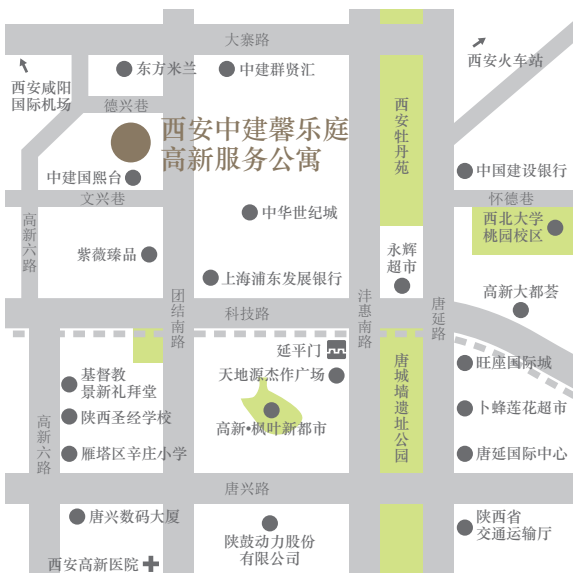 大寨路
西安火车站
东方米兰
中建群贤汇
西安咸阳
国际机场
德兴巷
西安牡丹苑
西安中建馨乐庭
高新服务公寓
中建国熙台
中国建设银行
文兴巷
怀德巷
高新六路
中华世纪城
西北大学
桃园校区
紫薇臻品
永辉
超市
上海浦东发展银行
高新大都荟
团结南路
科技路
沣惠南路
唐延路
延平门
旺座国际城
基督教
景新礼拜堂
天地源杰作广场
唐城墙遗址公园
陕西圣经学校
高新•枫叶新都市
卜蜂莲花超市
高新六路
雁塔区辛庄小学
唐延国际中心
唐兴路
唐兴数码大厦
陕鼓动力股份
有限公司
陕西省
交通运输厅
西安高新医院